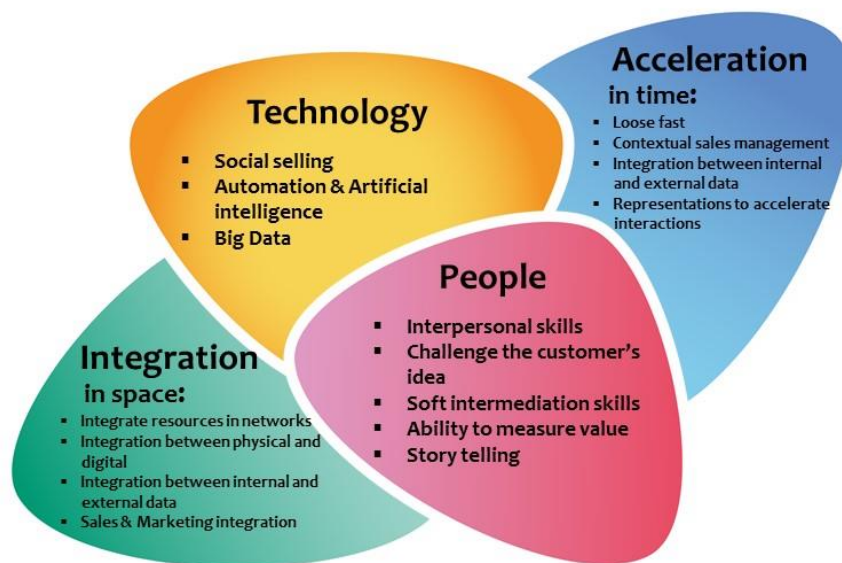 Technology
▪ Social selling
▪ Automation & Artificial
intelligence
▪ Big Data
Acceleration
in time:
▪ Loose fast
▪ Contextual sales management
▪ Integration between internal
and external data
▪ Representations to accelerate
interactions
People
▪ Interpersonal skills
▪ Challenge the customer's
idea
▪ Soft intermediation skills
▪ Ability to measure value
▪ Story telling
Integration
in space:
▪ Integrate resources in networks
▪ Integration between physical and
digital
▪ Integration between internal and
external data
▪ Sales & Marketing integration